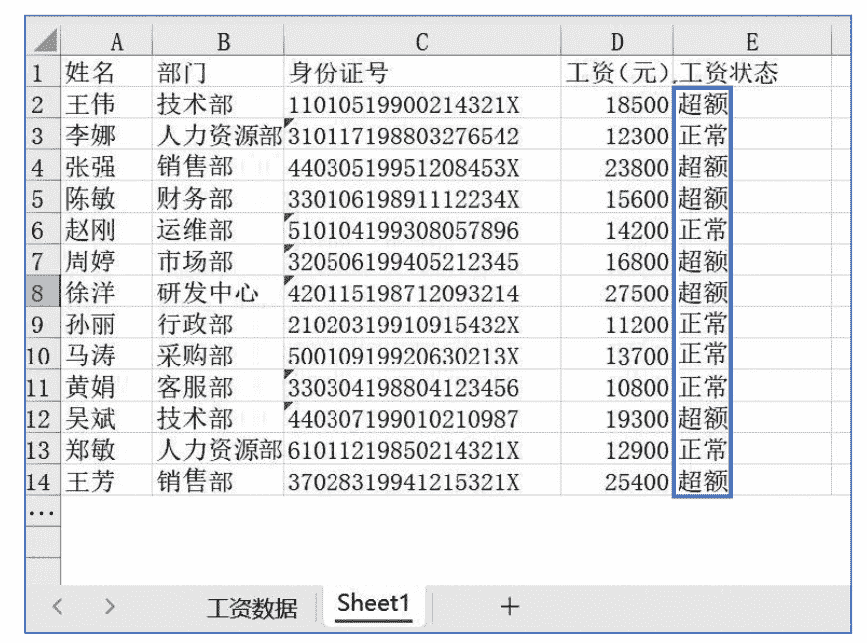 A B C D E
1 姓名 部门 身份证号 工资(元) 工资状态
2 王伟 技术部 11010519900214321X 18500 超额
3 李娜 人力资源部 310117198803276542 12300 正常
4 张强 销售部 44030519951208453X 23800 超额
5 陈敏 财务部 33010619891112234X 15600 超额
6 赵刚 运维部 510104199308057896 14200 正常
7 周婷 市场部 320506199405212345 16800 超额
8 徐洋 研发中心 420115198712093214 27500 超额
9 孙丽 行政部 21020319910915432X 11200 正常
10 马涛 采购部 50010919920630213X 13700 正常
11 黄娟 客服部 330304198804123456 10800 正常
12 吴斌 技术部 440307199010210987 19300 超额
13 郑敏 人力资源部 61011219850214321X 12900 正常
14 王芳 销售部 37028319941215321X 25400 超额
...
工资数据 Sheet1 +